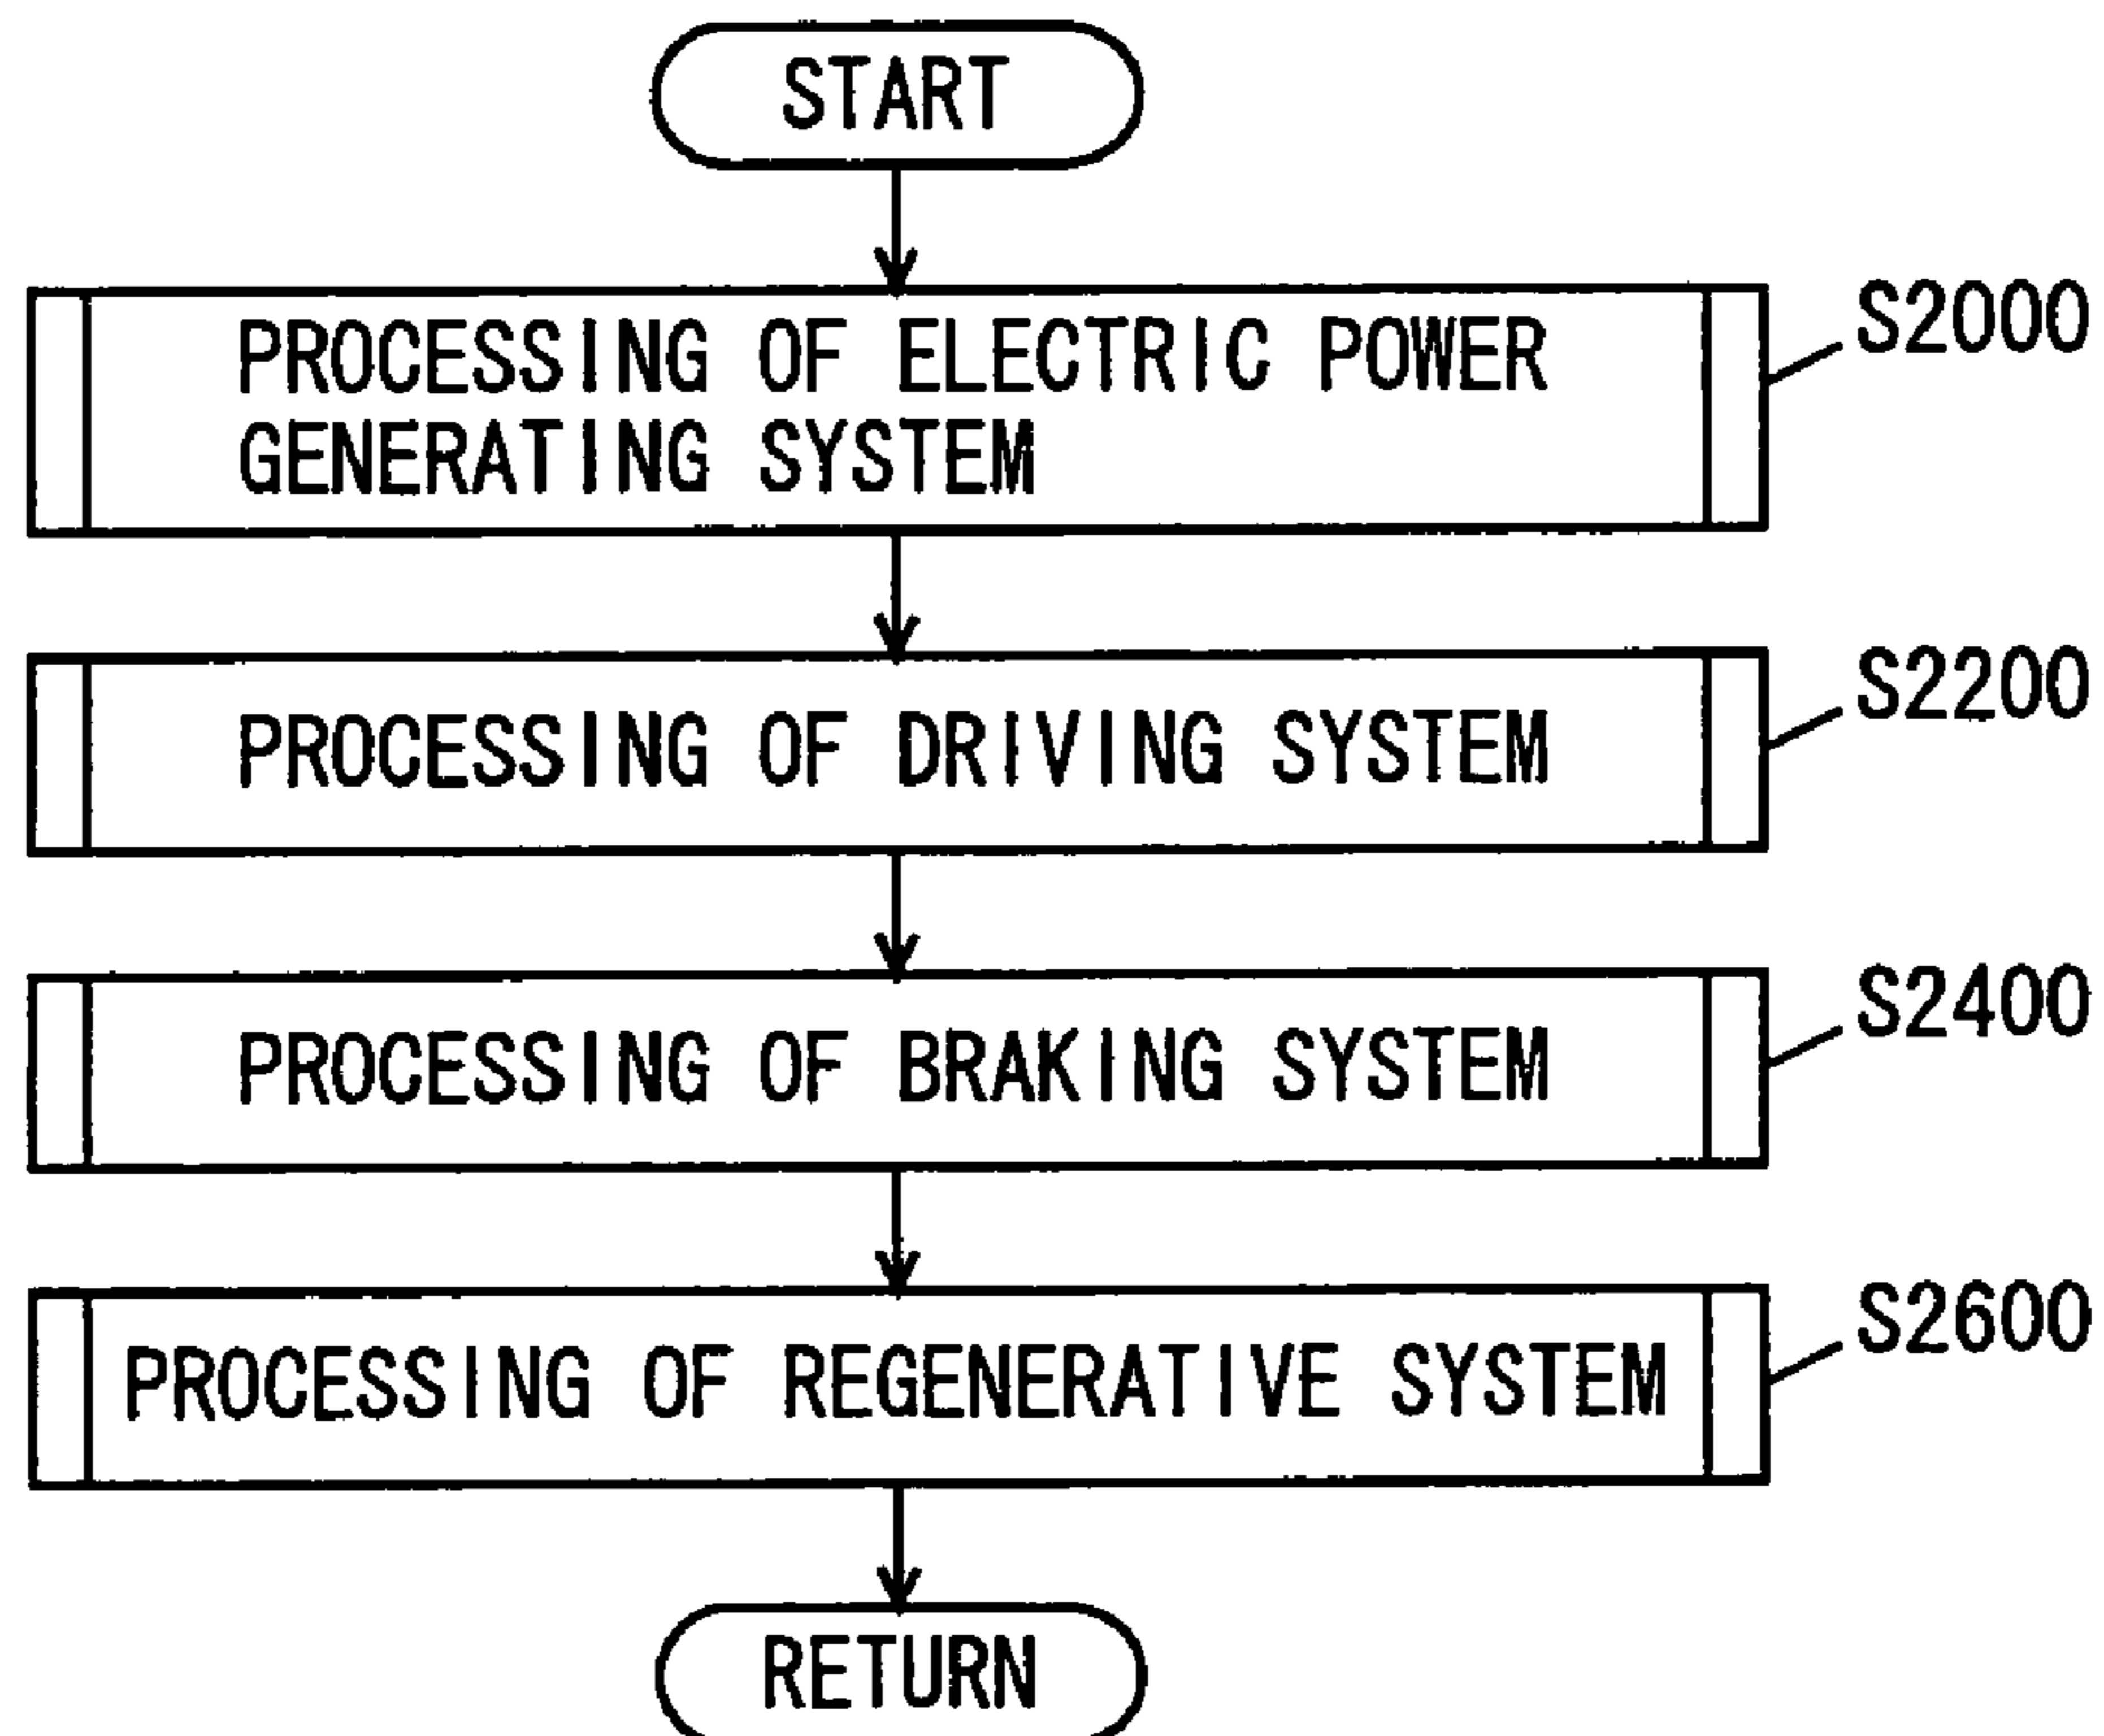 START
PROCESSING OF ELECTRIC POWER
GENERATING SYSTEM
S2000
PROCESSING OF DRIVING SYSTEM
S2200
PROCESSING OF BRAKING SYSTEM
S2400
PROCESSING OF REGENERATIVE SYSTEM
S2600
RETURN